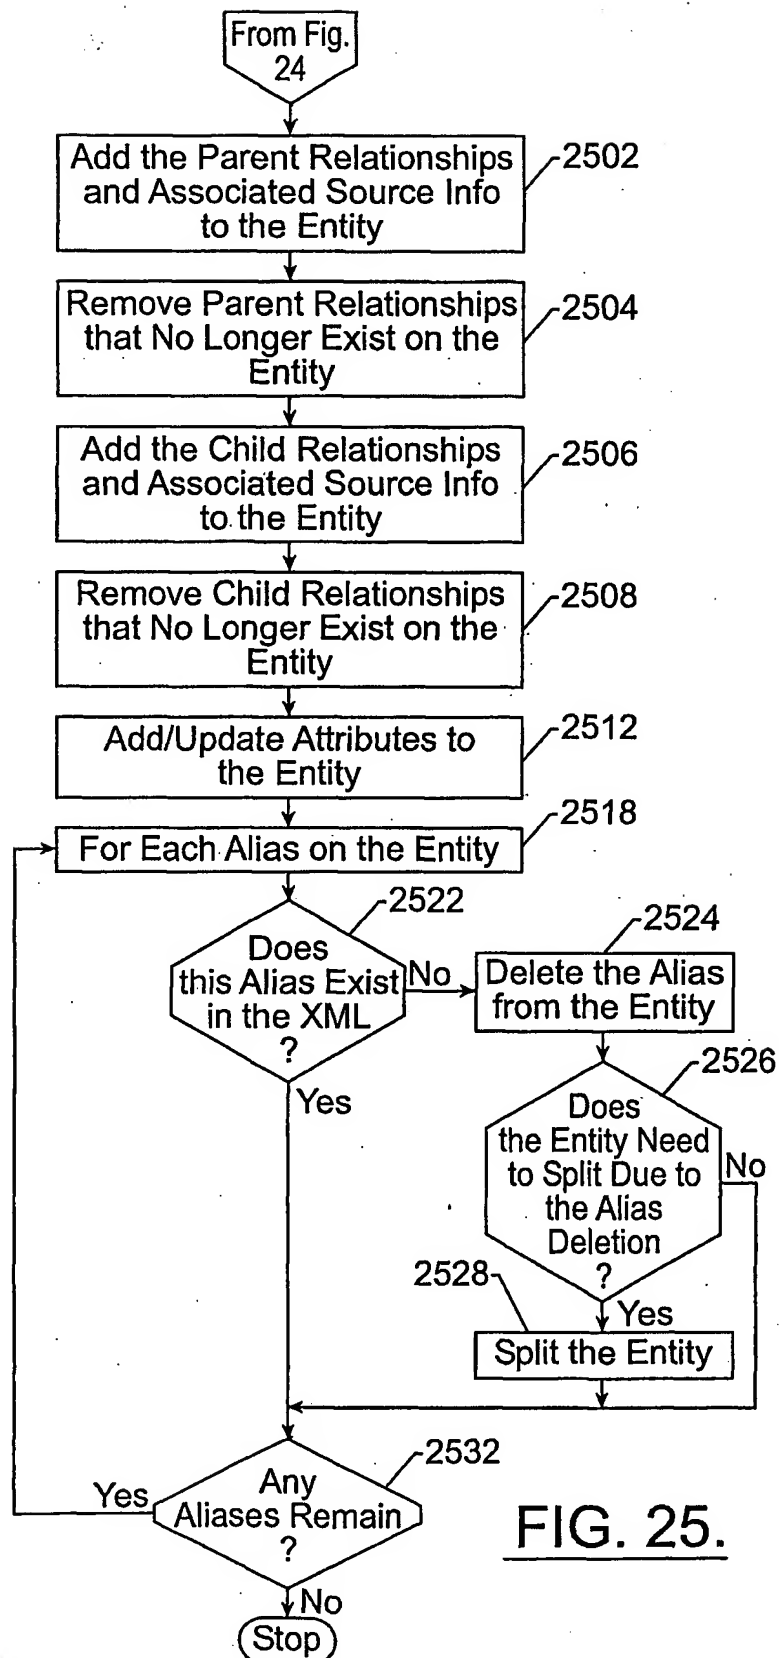 From Fig.
24
Add the Parent Relationships
and Associated Source Info
to the Entity
2502
Remove Parent Relationships
that No Longer Exist on the
Entity
2504
Add the Child Relationships
and Associated Source Info
to the Entity
2506
Remove Child Relationships
that No Longer Exist on the
Entity
2508
Add/Update Attributes to
the Entity
2512
For Each Alias on the Entity
2518
Does
this Alias Exist
in the XML
?
2522
No
Yes
Delete the Alias
from the Entity
2524
Does
the Entity Need
to Split Due to
the Alias
Deletion
?
2526
No
Yes
2528
Split the Entity
Any
Aliases Remain
?
2532
Yes
No
Stop
FIG. 25.